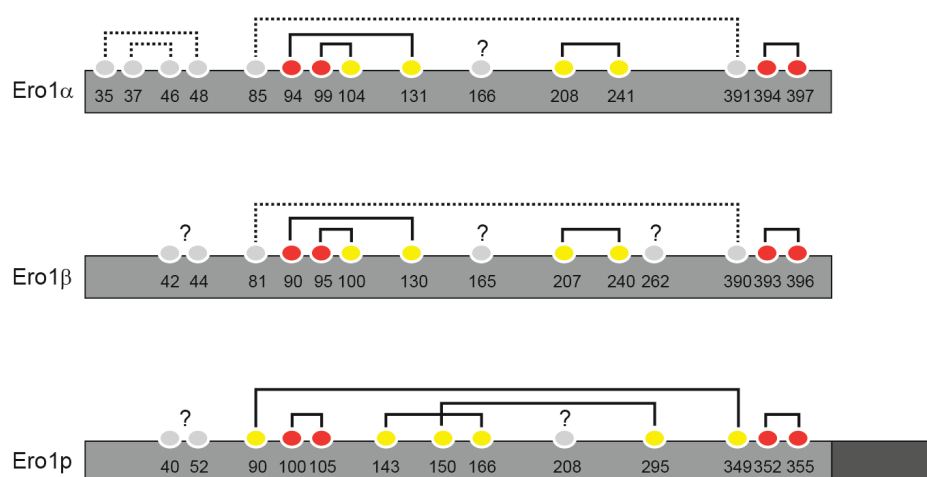 ?
Ero1α
35 37 46 48 85 94 99 104 131 166 208 241 391 394 397
? ? ?
Ero1β
42 44 81 90 95 100 130 165 207 240 262 390 393 396
? ?
Ero1p
40 52 90 100 105 143 150 166 208 295 349 352 355